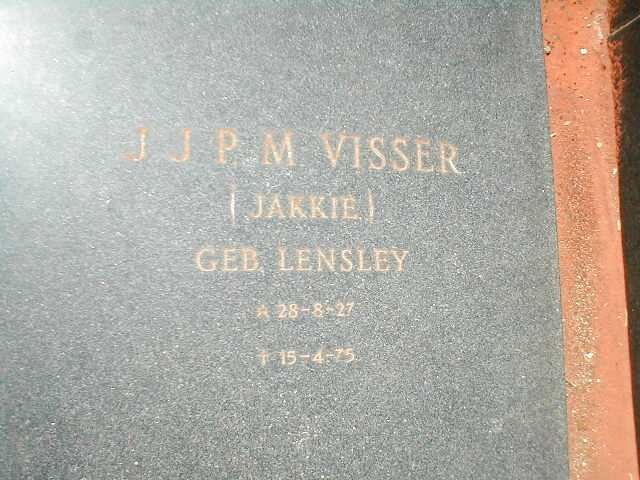 J J P M VISSER
(JAKKIE)
GEB LENSLEY
☆ 28-8-27
† 15-4-75